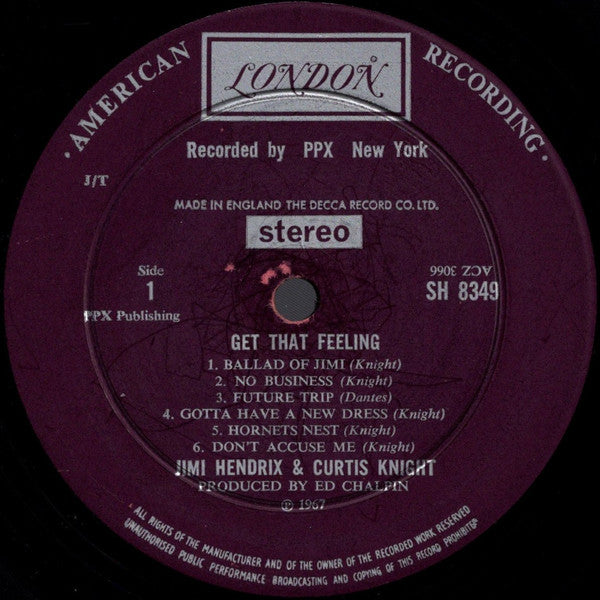 · AMERICAN RECORDING ·
LONDON
Recorded by PPX New York
J/T
MADE IN ENGLAND THE DECCA RECORD CO. LTD.
stereo
Side
1
PPX Publishing
ACZ 3066
SH 8349
GET THAT FEELING
1. BALLAD OF JIMI (Knight)
2. NO BUSINESS (Knight)
3. FUTURE TRIP (Dantes)
4. GOTTA HAVE A NEW DRESS (Knight)
5. HORNETS NEST (Knight)
6. DON'T ACCUSE ME (Knight)
JIMI HENDRIX & CURTIS KNIGHT
PRODUCED BY ED CHALPIN
℗ 1967
ALL RIGHTS OF THE MANUFACTURER AND OF THE OWNER OF THE RECORDED WORK RESERVED
UNAUTHORISED PUBLIC PERFORMANCE BROADCASTING AND COPYING OF THIS RECORD PROHIBITED